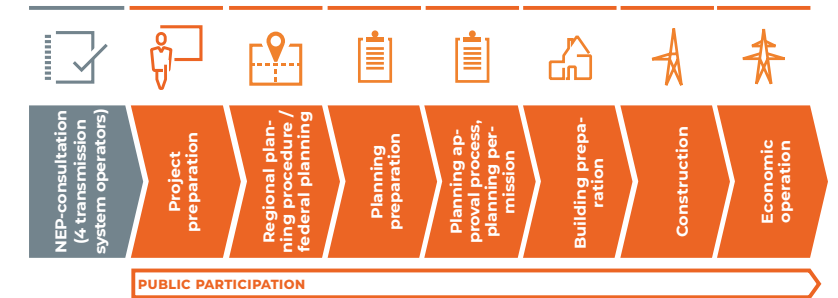 NEP-consultation
(4 transmission
system operators)
Project
preparation
Regional plan-
ning procedure /
federal planning
Planning
preparation
Planning ap-
proval process,
planning per-
mission
Building prepa-
ration
Construction
Economic
operation
PUBLIC PARTICIPATION